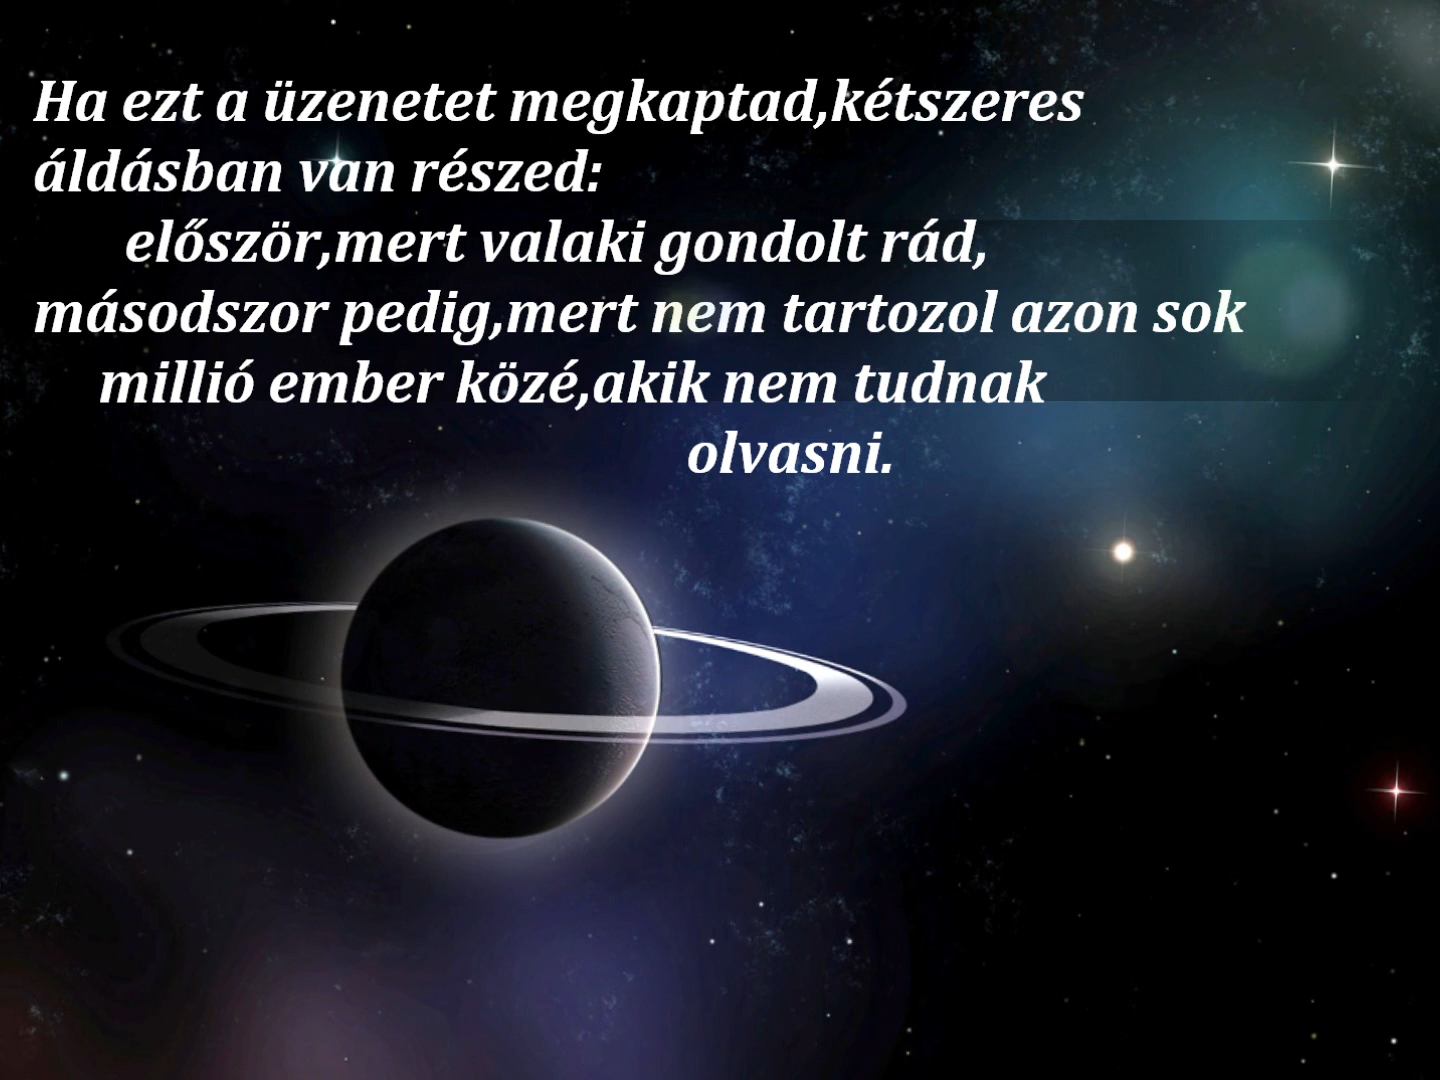 Ha ezt a üzenetet megkaptad,kétszeres
áldásban van részed:
először,mert valaki gondolt rád,
másodszor pedig,mert nem tartozol azon sok
millió ember közé,akik nem tudnak
olvasni.